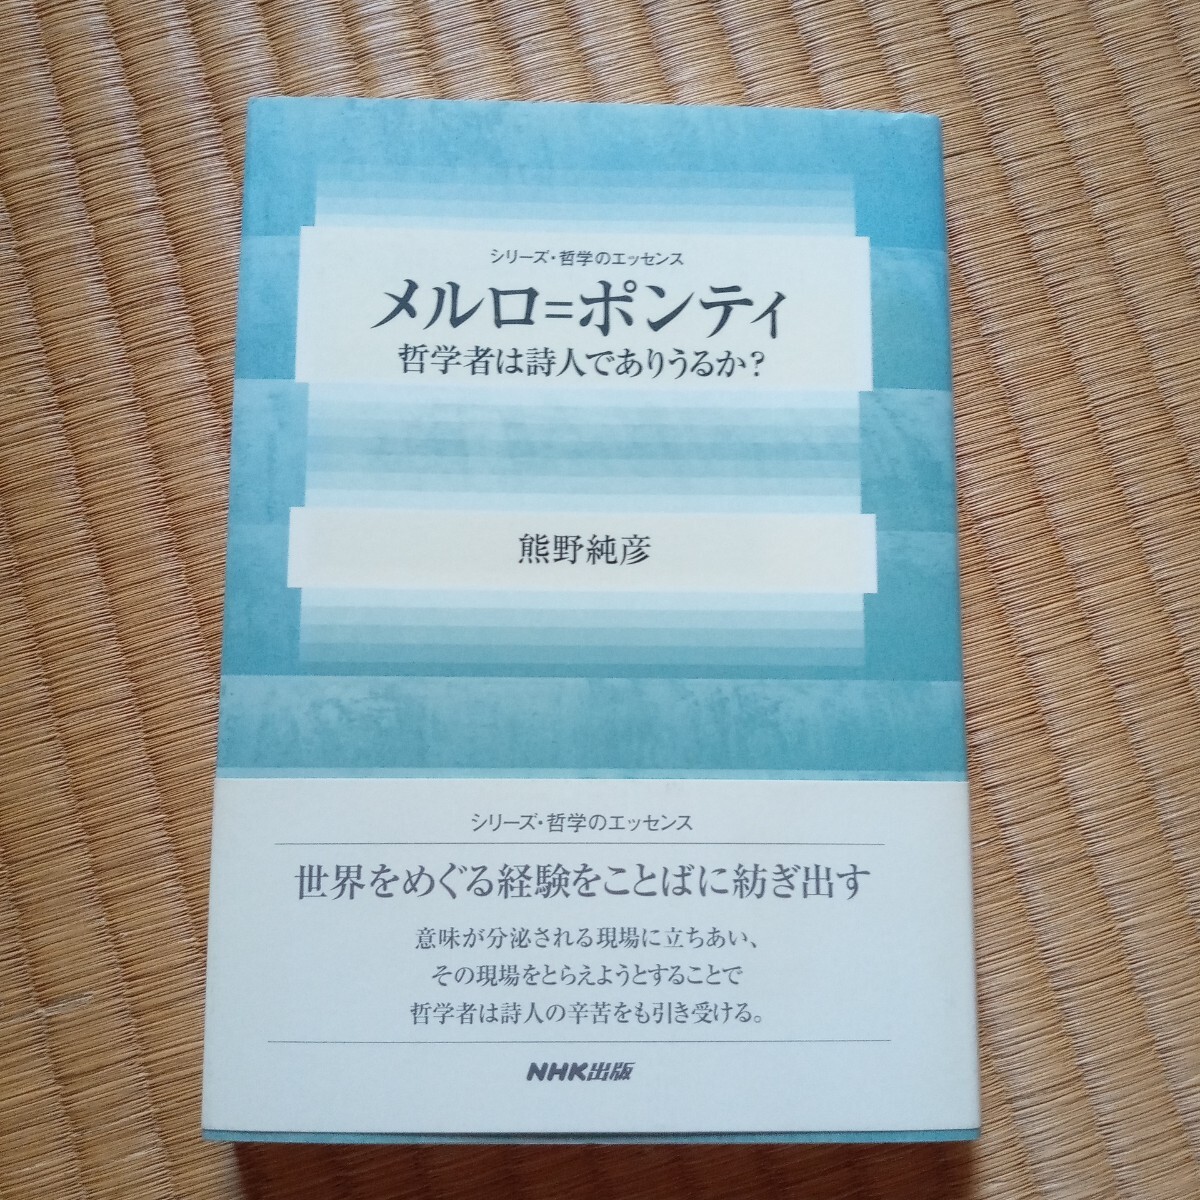 シリーズ・哲学のエッセンス
メルロ=ポンティ
哲学者は詩人でありうるか?
熊野純彦
シリーズ・哲学のエッセンス
世界をめぐる経験をことばに紡ぎ出す
意味が分泌される現場に立ちあい、
その現場をとらえようとすることで
哲学者は詩人の辛苦をも引き受ける。
NHK出版